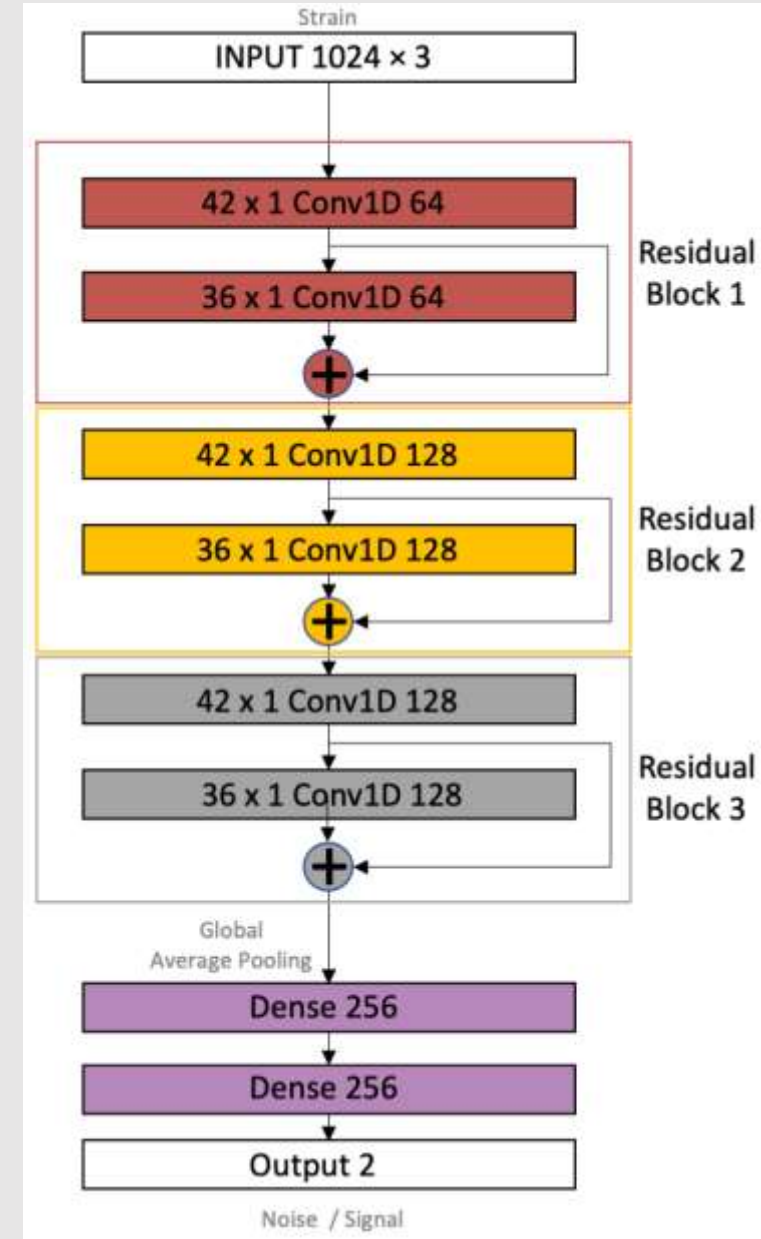 Strain
INPUT 1024 × 3
42 x 1 Conv1D 64
36 x 1 Conv1D 64
Residual
Block 1
42 x 1 Conv1D 128
36 x 1 Conv1D 128
Residual
Block 2
42 x 1 Conv1D 128
36 x 1 Conv1D 128
Residual
Block 3
Global
Average Pooling
Dense 256
Dense 256
Output 2
Noise / Signal